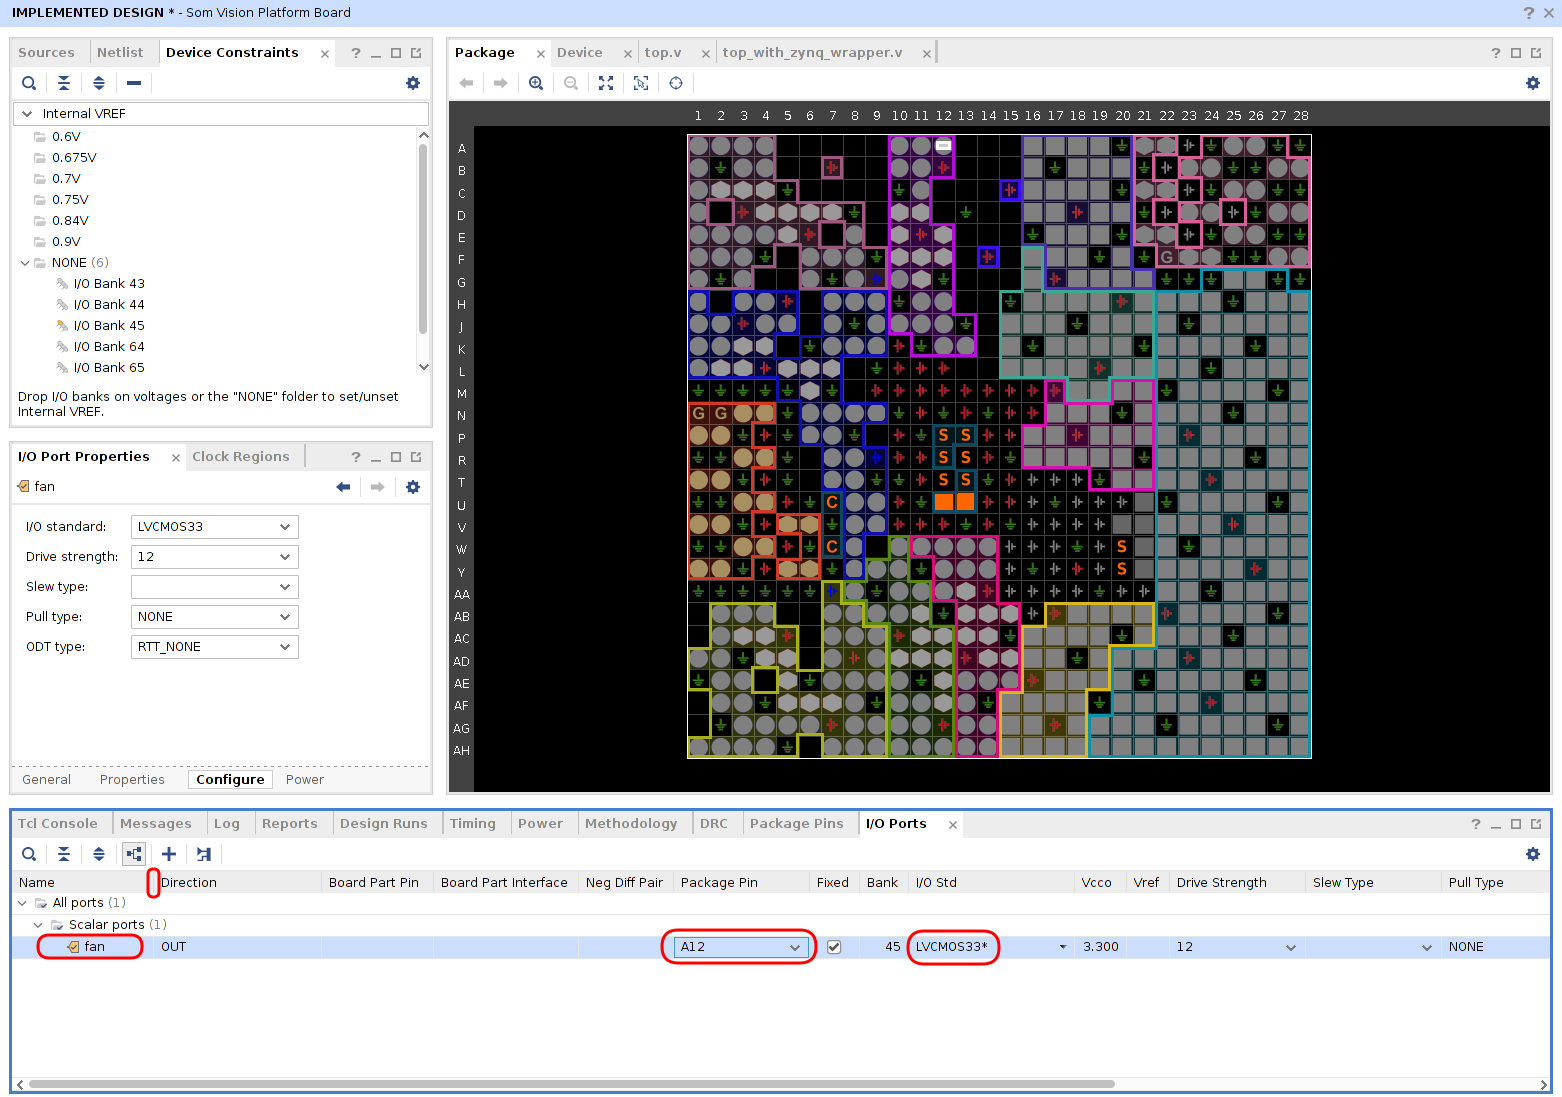 IMPLEMENTED DESIGN * - Som Vision Platform Board
Sources Netlist Device Constraints
Internal VREF
0.6V
0.675V
0.7V
0.75V
0.84V
0.9V
NONE (6)
I/O Bank 43
I/O Bank 44
I/O Bank 45
I/O Bank 64
I/O Bank 65
Drop I/O banks on voltages or the "NONE" folder to set/unset
Internal VREF.
I/O Port Properties Clock Regions
fan
I/O standard: LVCMOS33
Drive strength: 12
Slew type:
Pull type: NONE
ODT type: RTT_NONE
General Properties Configure Power
Package Device top.v top_with_zynq_wrapper.v
1 2 3 4 5 6 7 8 9 10 11 12 13 14 15 16 17 18 19 20 21 22 23 24 25 26 27 28
A
B
C
D
E
F G
G
H
J
K
L
M
N G G
P S S
R S S
T S S
U C
V
W C S
Y S
AA
AB
AC
AD
AE
AF
AG
AH
Tcl Console Messages Log Reports Design Runs Timing Power Methodology DRC Package Pins I/O Ports
Name Direction Board Part Pin Board Part Interface Neg Diff Pair Package Pin Fixed Bank I/O Std Vcco Vref Drive Strength Slew Type Pull Type
All ports (1)
Scalar ports (1)
fan OUT A12 45 LVCMOS33* 3.300 12 NONE